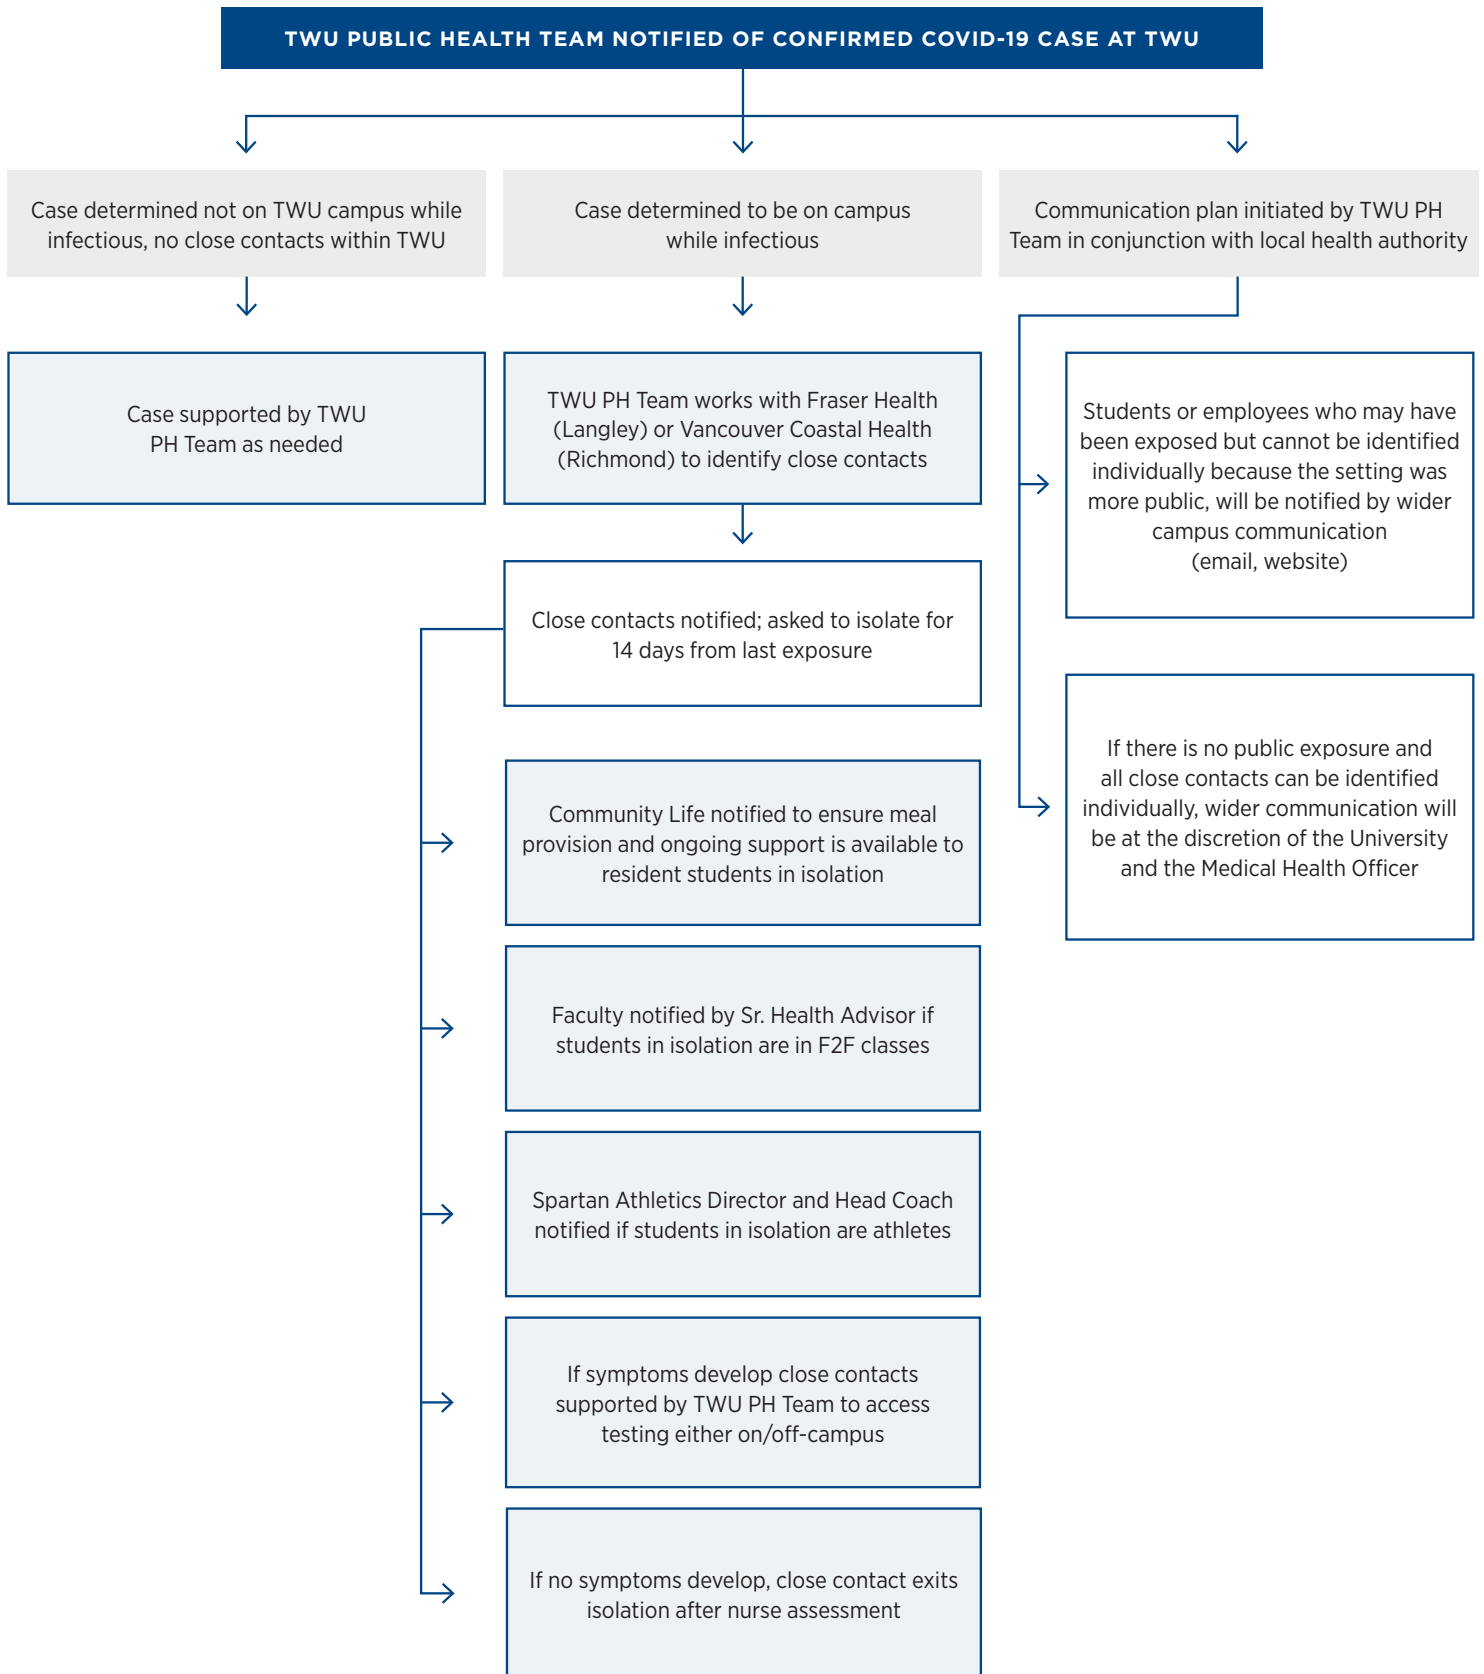 TWU PUBLIC HEALTH TEAM NOTIFIED OF CONFIRMED COVID-19 CASE AT TWU
Case determined not on TWU campus while
infectious, no close contacts within TWU
Case determined to be on campus
while infectious
Communication plan initiated by TWU PH
Team in conjunction with local health authority
Case supported by TWU
PH Team as needed
TWU PH Team works with Fraser Health
(Langley) or Vancouver Coastal Health
(Richmond) to identify close contacts
Students or employees who may have
been exposed but cannot be identified
individually because the setting was
more public, will be notified by wider
campus communication
(email, website)
Close contacts notified; asked to isolate for
14 days from last exposure
If there is no public exposure and
all close contacts can be identified
individually, wider communication will
be at the discretion of the University
and the Medical Health Officer
Community Life notified to ensure meal
provision and ongoing support is available to
resident students in isolation
Faculty notified by Sr. Health Advisor if
students in isolation are in F2F classes
Spartan Athletics Director and Head Coach
notified if students in isolation are athletes
If symptoms develop close contacts
supported by TWU PH Team to access
testing either on/off-campus
If no symptoms develop, close contact exits
isolation after nurse assessment